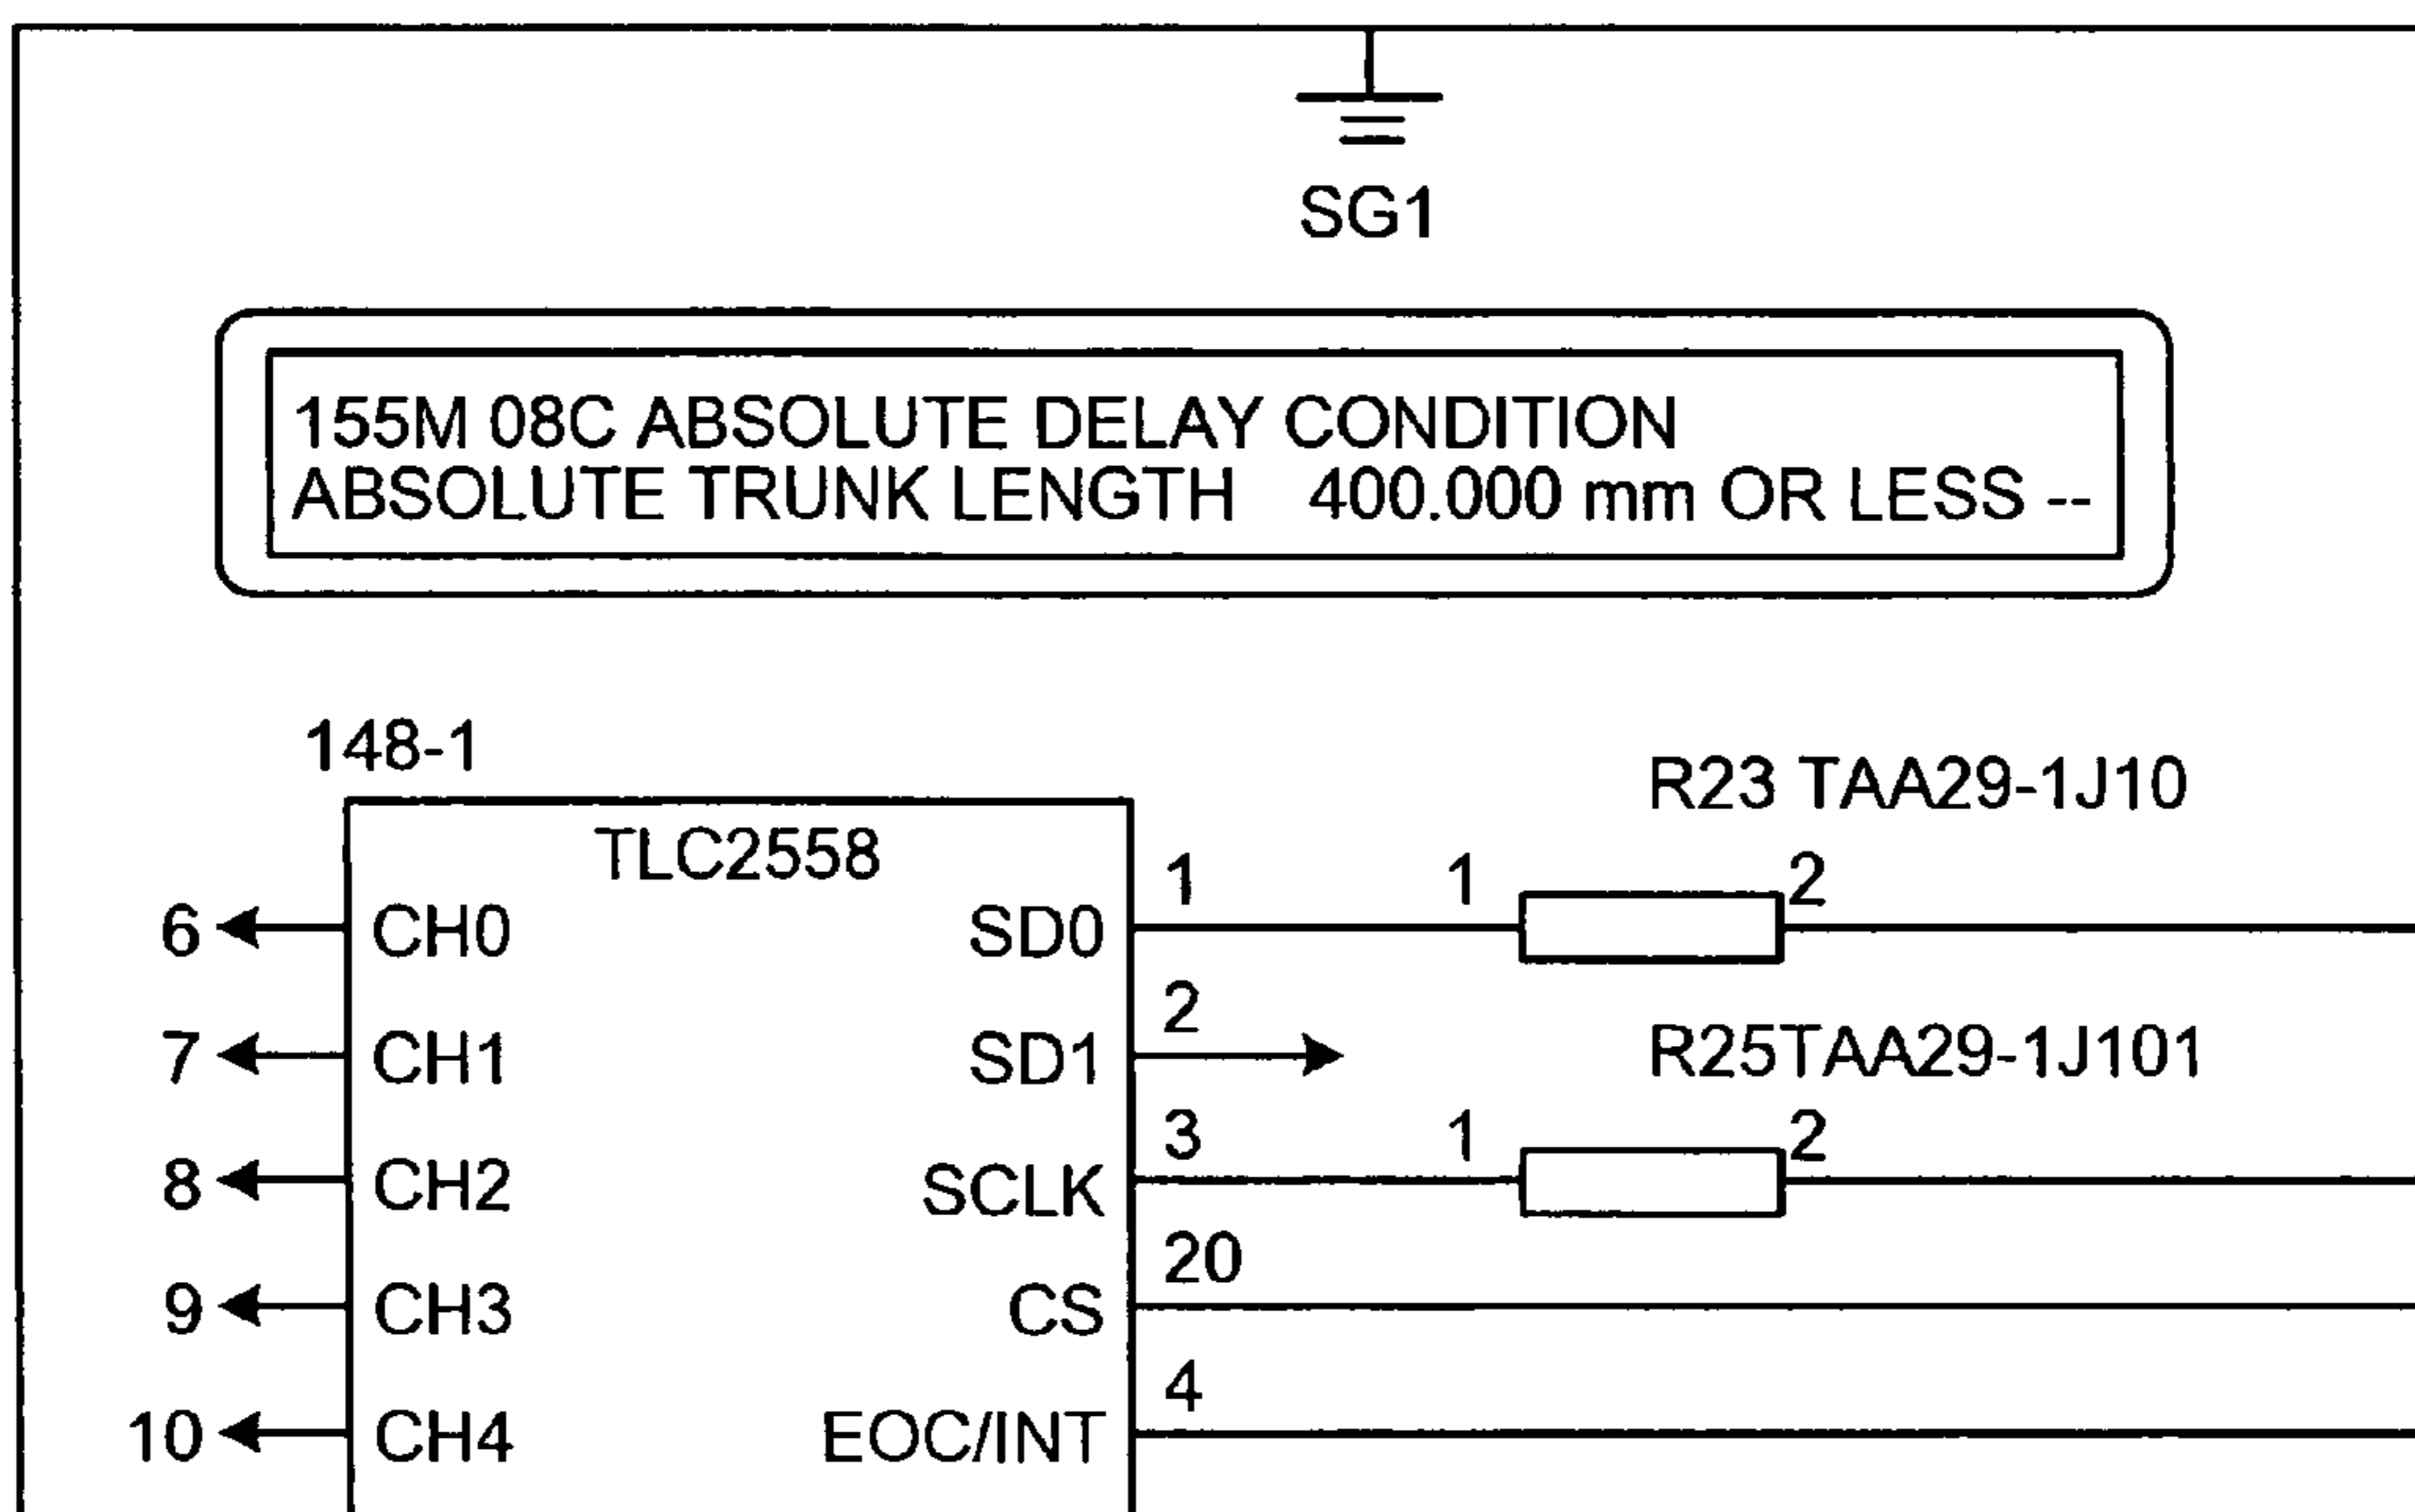 SG1
155M 08C ABSOLUTE DELAY CONDITION
ABSOLUTE TRUNK LENGTH 400.000 mm OR LESS --
148-1
R23 TAA29-1J10
TLC2558
1 1 2
6 CH0 SD0
2
7 CH1 SD1
R25TAA29-1J101
3 1 2
8 CH2 SCLK
20
9 CH3 CS
4
10 CH4 EOC/INT